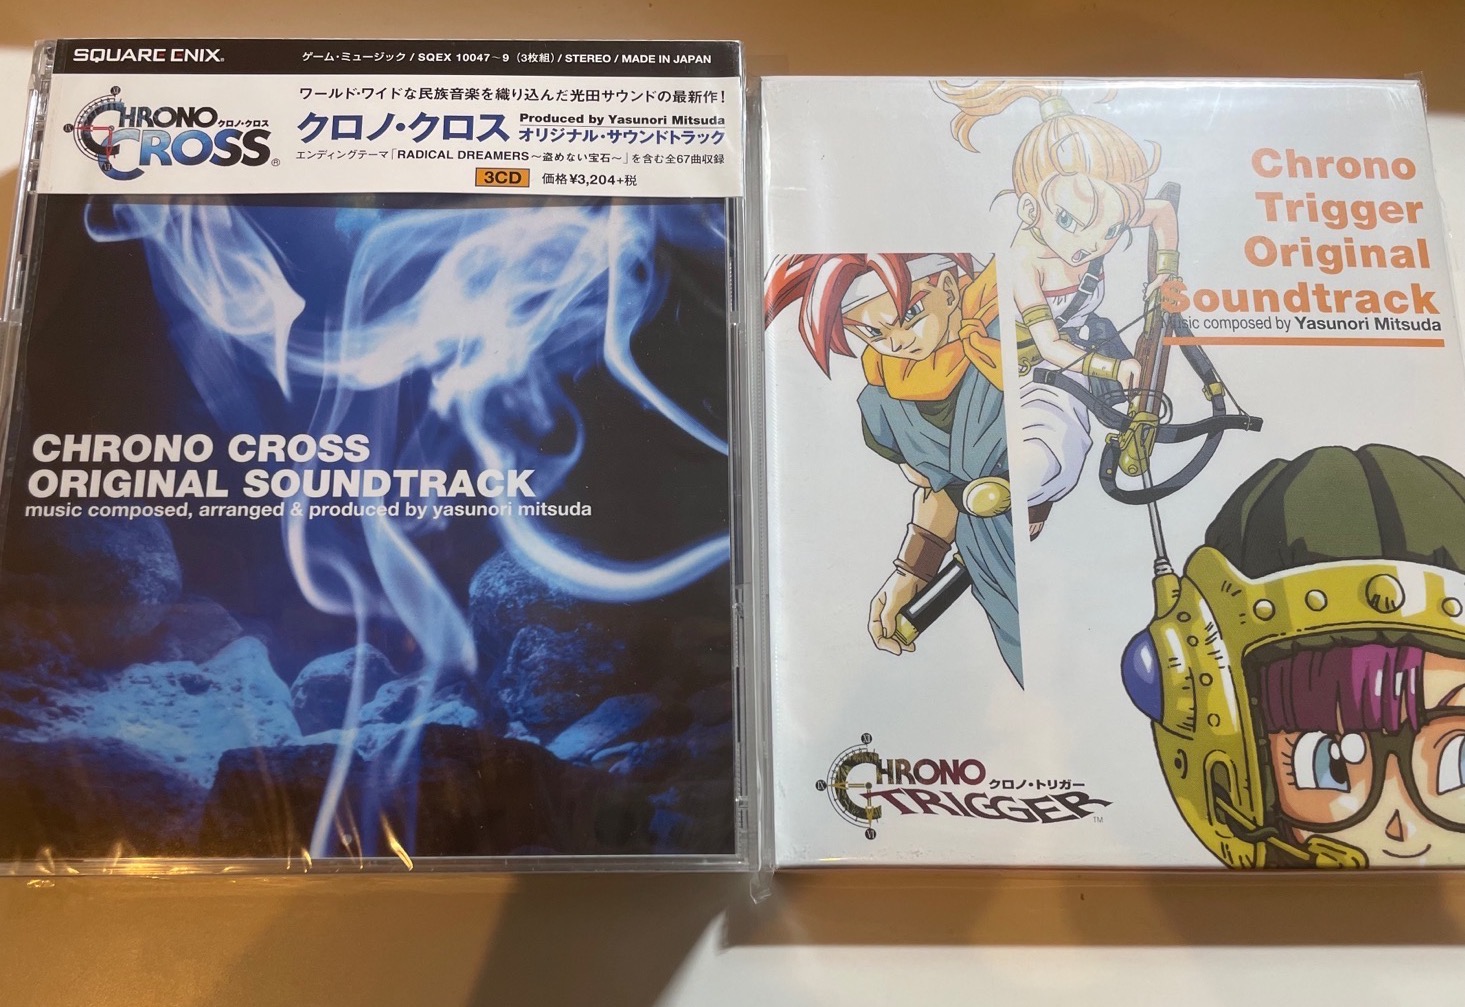 SQUARE ENIX®
ゲーム・ミュージック / SQEX 10047～9（3枚組）/ STEREO / MADE IN JAPAN
CHRONO CROSS®
クロノ・クロス
ワールド・ワイドな民族音楽を織り込んだ光田サウンドの最新作！
クロノ・クロス
Produced by Yasunori Mitsuda
オリジナル・サウンドトラック
エンディングテーマ「RADICAL DREAMERS～盗めない宝石～」を含む全67曲収録
3CD 価格¥3,204+税
CHRONO CROSS
ORIGINAL SOUNDTRACK
music composed, arranged & produced by yasunori mitsuda
Chrono
Trigger
Original
Soundtrack
Music composed by Yasunori Mitsuda
CHRONO
クロノ・トリガー
TRIGGER™